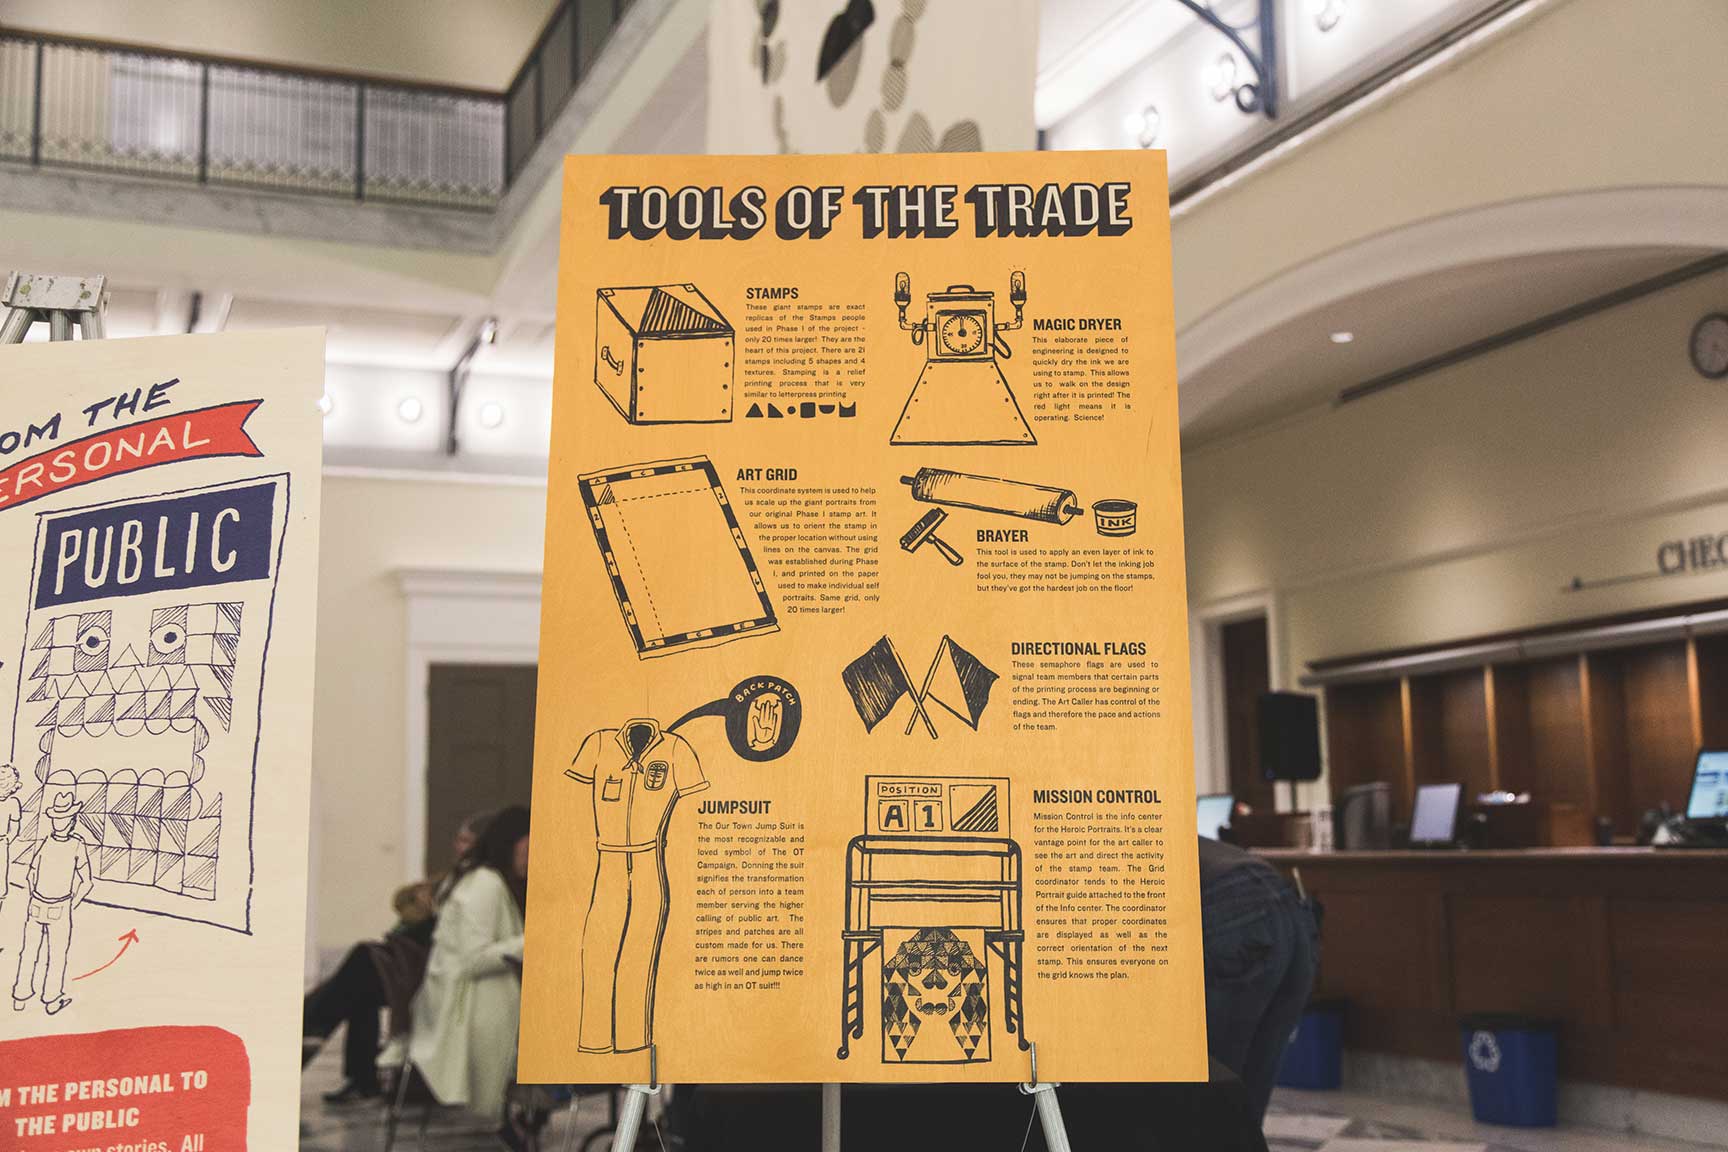 TOOLS OF THE TRADE
STAMPS
These giant stamps are exact
replicas of the Stamps people
used in Phase I of the project -
only 20 times larger! They are the
heart of this project. There are 21
stamps including 5 shapes and 4
textures. Stamping is a relief
printing process that is very
similar to letterpress printing
MAGIC DRYER
This elaborate piece of
engineering is designed to
quickly dry the ink we are
using to stamp. This allows
us to walk on the design
right after it is printed! The
red light means it is
operating. Science!
ART GRID
This coordinate system is used to help
us scale up the giant portraits from
our original Phase I stamp art. It
allows us to orient the stamp in
the proper location without using
lines on the canvas. The grid
was established during Phase
I, and printed on the paper
used to make individual self
portraits. Same grid, only
20 times larger!
INK
BRAYER
This tool is used to apply an even layer of ink to
the surface of the stamp. Don't let the inking job
fool you, they may not be jumping on the stamps,
but they've got the hardest job on the floor!
DIRECTIONAL FLAGS
These semaphore flags are used to
signal team members that certain parts
of the printing process are beginning or
ending. The Art Caller has control of the
flags and therefore the pace and actions
of the team.
BACK PATCH
JUMPSUIT
The Our Town Jump Suit is
the most recognizable and
loved symbol of The OT
Campaign. Donning the suit
signifies the transformation
each of person into a team
member serving the higher
calling of public art. The
stripes and patches are all
custom made for us. There
are rumors one can dance
twice as well and jump twice
as high in an OT suit!!!
POSITION
A 1
MISSION CONTROL
Mission Control is the info center
for the Heroic Portraits. It's a clear
vantage point for the art caller to
see the art and direct the activity
of the stamp team. The Grid
coordinator tends to the Heroic
Portrait guide attached to the front
of the Info center. The coordinator
ensures that proper coordinates
are displayed as well as the
correct orientation of the next
stamp. This ensures everyone on
the grid knows the plan.
OM THE
ERSONAL
PUBLIC
M THE PERSONAL TO
THE PUBLIC
own stories. All
CHEC